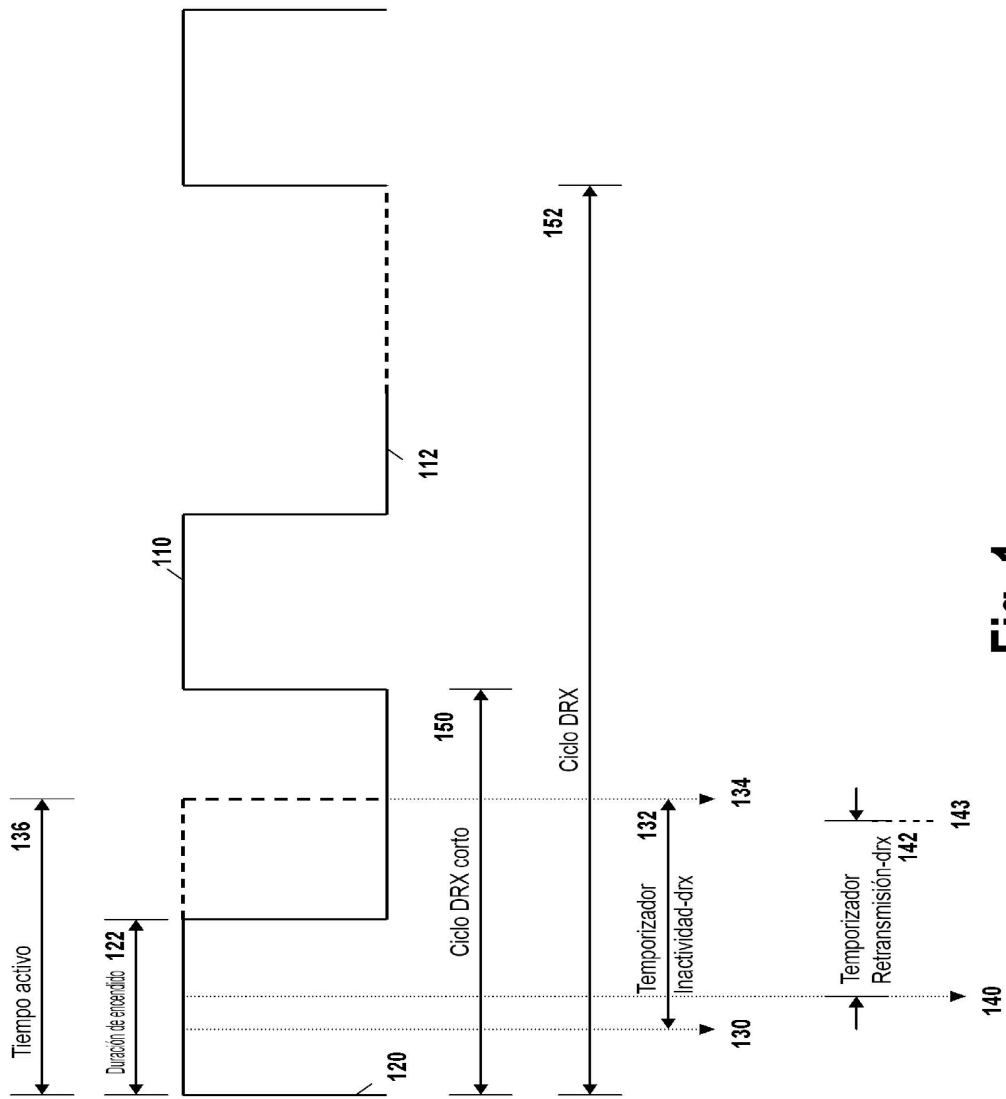 Tiempo activo
136
Duración de encendido
122
110
112
120
150
Ciclo DRX corto
152
Ciclo DRX
132
134
Temporizador
Inactividad-drx
130
142
143
Temporizador
Retransmisión-drx
140
Fig. 1